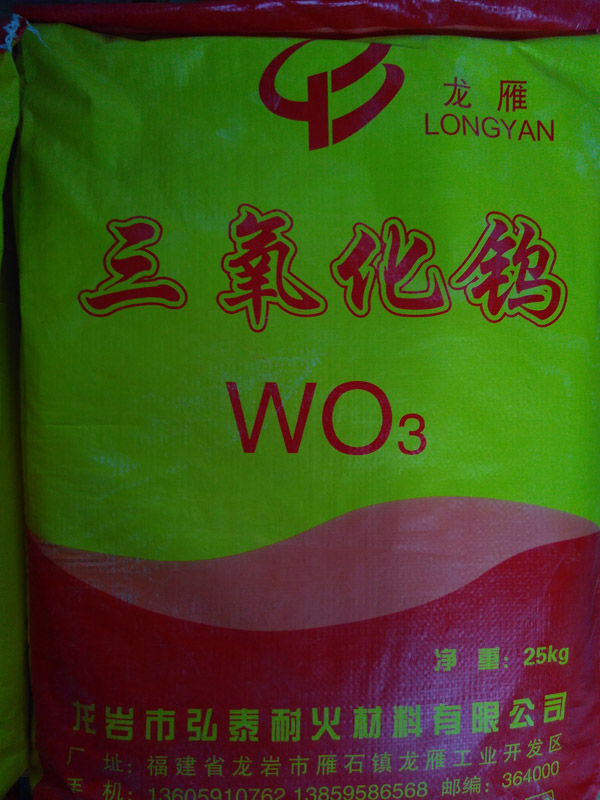 龙雁
LONGYAN
三氧化钨
WO3
净 重: 25kg
龙岩市弘泰耐火材料有限公司
厂 址: 福建省龙岩市雁石镇龙雁工业开发区
手 机: 13605910762 13859586568 邮编: 364000